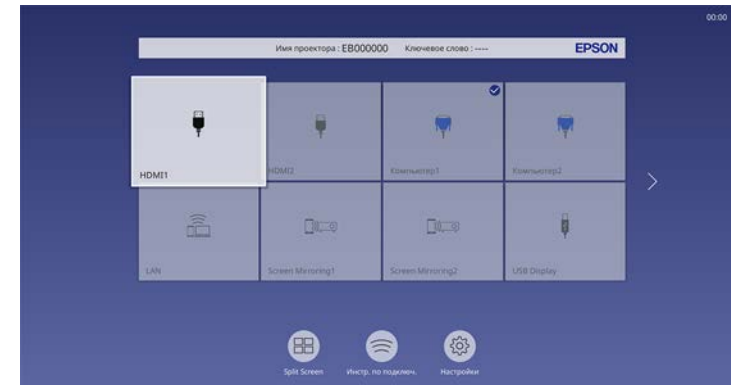 00:00
Имя проектора : EB000000 Ключевое слово : ---- EPSON
HDMI1 HDMI2 Компьютер1 Компьютер2
LAN Screen Mirroring1 Screen Mirroring2 USB Display
Split Screen Инстр. по подключ. Настройки